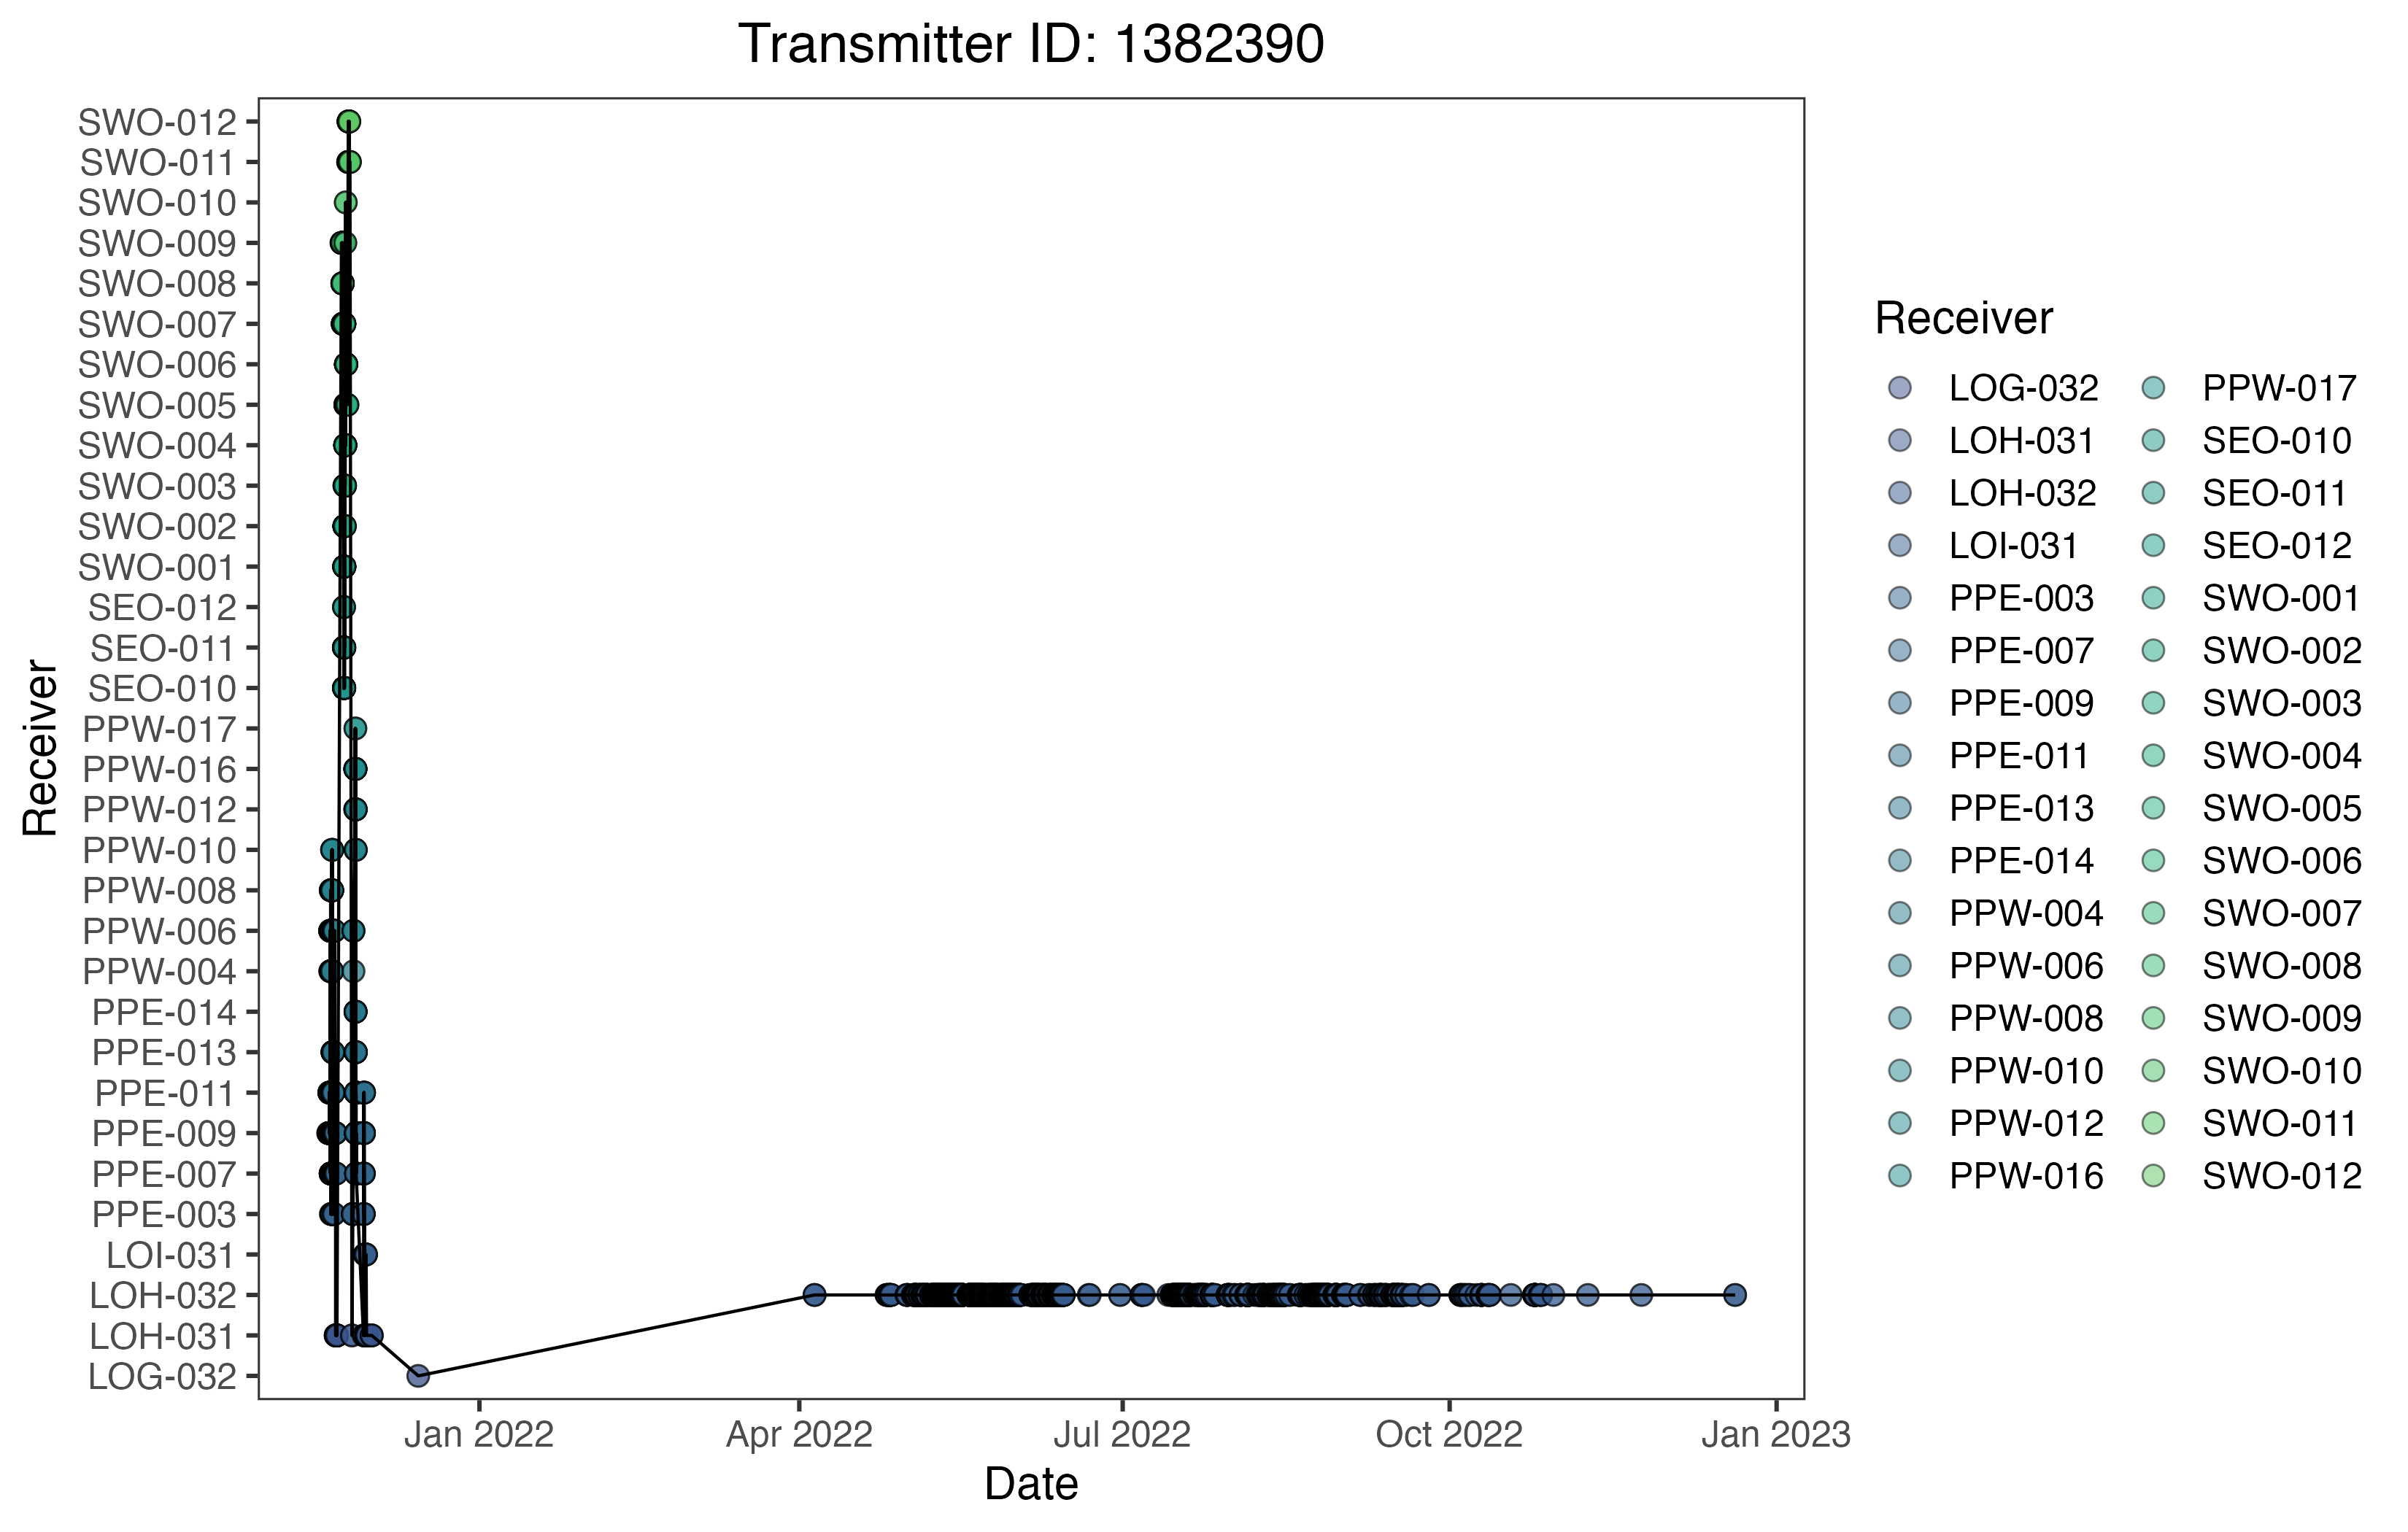 Transmitter ID: 1382390
SWO-012
SWO-011
SWO-010
SWO-009
SWO-008
SWO-007
SWO-006
SWO-005
SWO-004
SWO-003
SWO-002
SWO-001
SEO-012
SEO-011
SEO-010
PPW-017
PPW-016
PPW-012
PPW-010
PPW-008
PPW-006
PPW-004
PPE-014
PPE-013
PPE-011
PPE-009
PPE-007
PPE-003
LOI-031
LOH-032
LOH-031
LOG-032
Receiver
Jan 2022
Apr 2022
Jul 2022
Oct 2022
Jan 2023
Date
Receiver
LOG-032
LOH-031
LOH-032
LOI-031
PPE-003
PPE-007
PPE-009
PPE-011
PPE-013
PPE-014
PPW-004
PPW-006
PPW-008
PPW-010
PPW-012
PPW-016
PPW-017
SEO-010
SEO-011
SEO-012
SWO-001
SWO-002
SWO-003
SWO-004
SWO-005
SWO-006
SWO-007
SWO-008
SWO-009
SWO-010
SWO-011
SWO-012